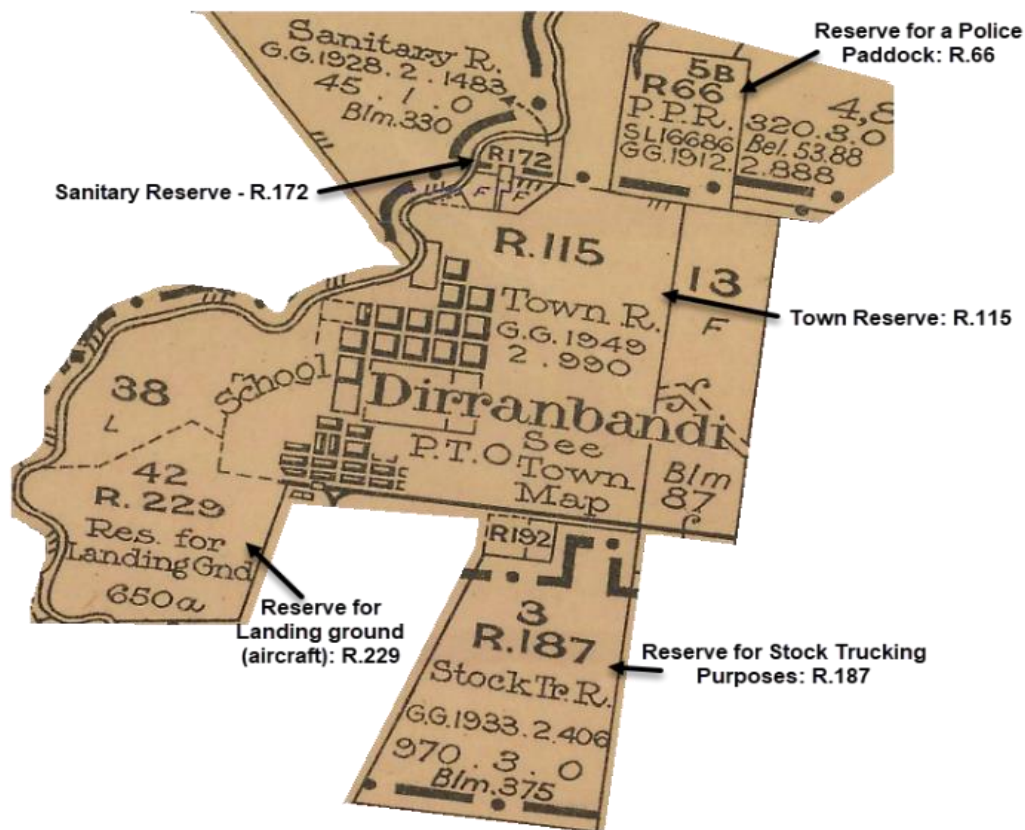 Reserve for a Police
Paddock: R.66
Sanitary R.
G.G.1928.2.1483
45.1.0
Blm.330
5B
R66
P.P.R.
SL16686
GG.1912.
4,8
320.3.0
Bel.53.88
2.888
R172
Sanitary Reserve - R.172
F
F
R.115
Town R.
G.G.1949
2.990
13
F
Town Reserve: R.115
38
L
School
Dirranbandi
P.T.O
See
Town
Map
Blm
87
42
R.229
Res. for
Landing Gnd
650a
R192
Reserve for
Landing ground
(aircraft): R.229
3
R.187
Stock Tr. R.
G.G.1933.2.406
970.3.0
Blm.375
Reserve for Stock Trucking
Purposes: R.187